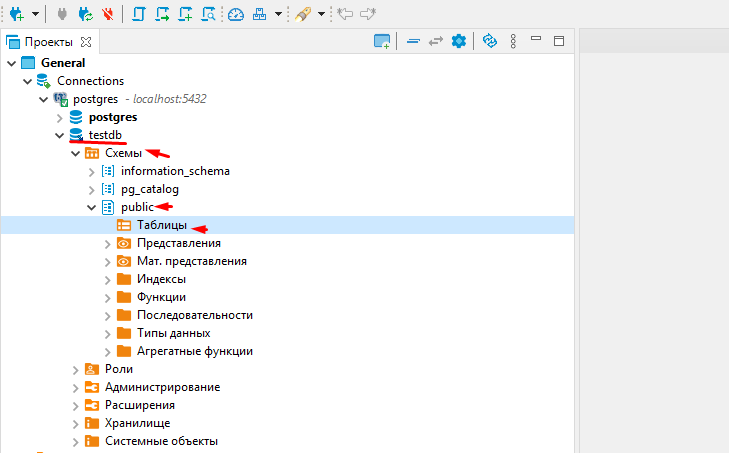 Проекты
General
Connections
postgres - localhost:5432
postgres
testdb
Схемы
information_schema
pg_catalog
public
Таблицы
Представления
Мат. представления
Индексы
Функции
Последовательности
Типы данных
Агрегатные функции
Роли
Администрирование
Расширения
Хранилище
Системные объекты